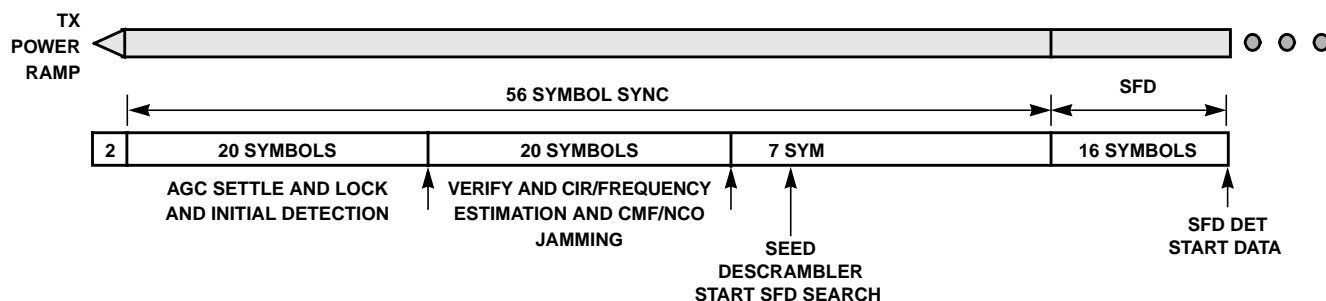 TX
POWER
RAMP
56 SYMBOL SYNC
SFD
2
20 SYMBOLS
20 SYMBOLS
7 SYM
16 SYMBOLS
AGC SETTLE AND LOCK
AND INITIAL DETECTION
VERIFY AND CIR/FREQUENCY
ESTIMATION AND CMF/NCO
JAMMING
SEED
DESCRAMBLER
START SFD SEARCH
SFD DET
START DATA